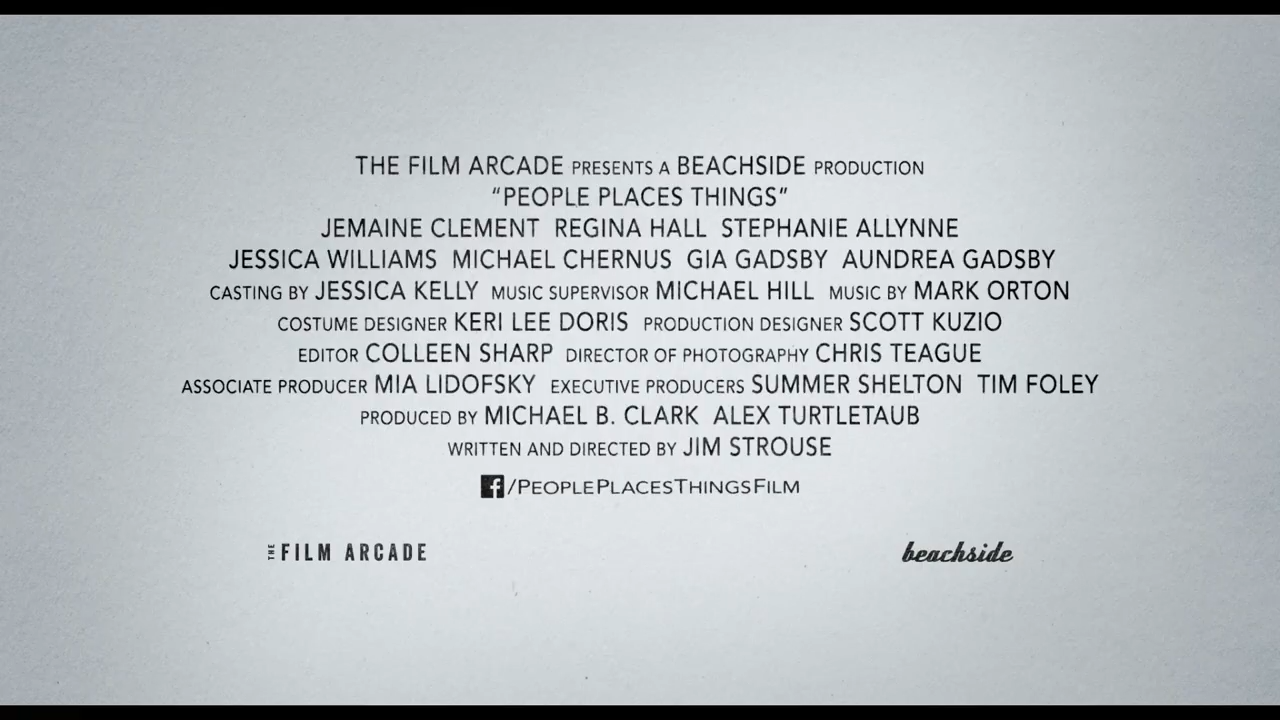 THE FILM ARCADE PRESENTS A BEACHSIDE PRODUCTION
“PEOPLE PLACES THINGS”
JEMAINE CLEMENT REGINA HALL STEPHANIE ALLYNNE
JESSICA WILLIAMS MICHAEL CHERNUS GIA GADSBY AUNDREA GADSBY
CASTING BY JESSICA KELLY MUSIC SUPERVISOR MICHAEL HILL MUSIC BY MARK ORTON
COSTUME DESIGNER KERI LEE DORIS PRODUCTION DESIGNER SCOTT KUZIO
EDITOR COLLEEN SHARP DIRECTOR OF PHOTOGRAPHY CHRIS TEAGUE
ASSOCIATE PRODUCER MIA LIDOFSKY EXECUTIVE PRODUCERS SUMMER SHELTON TIM FOLEY
PRODUCED BY MICHAEL B. CLARK ALEX TURTLETAUB
WRITTEN AND DIRECTED BY JIM STROUSE
f/PEOPLEPLACESTHINGSFILM
THE FILM ARCADE
beachside